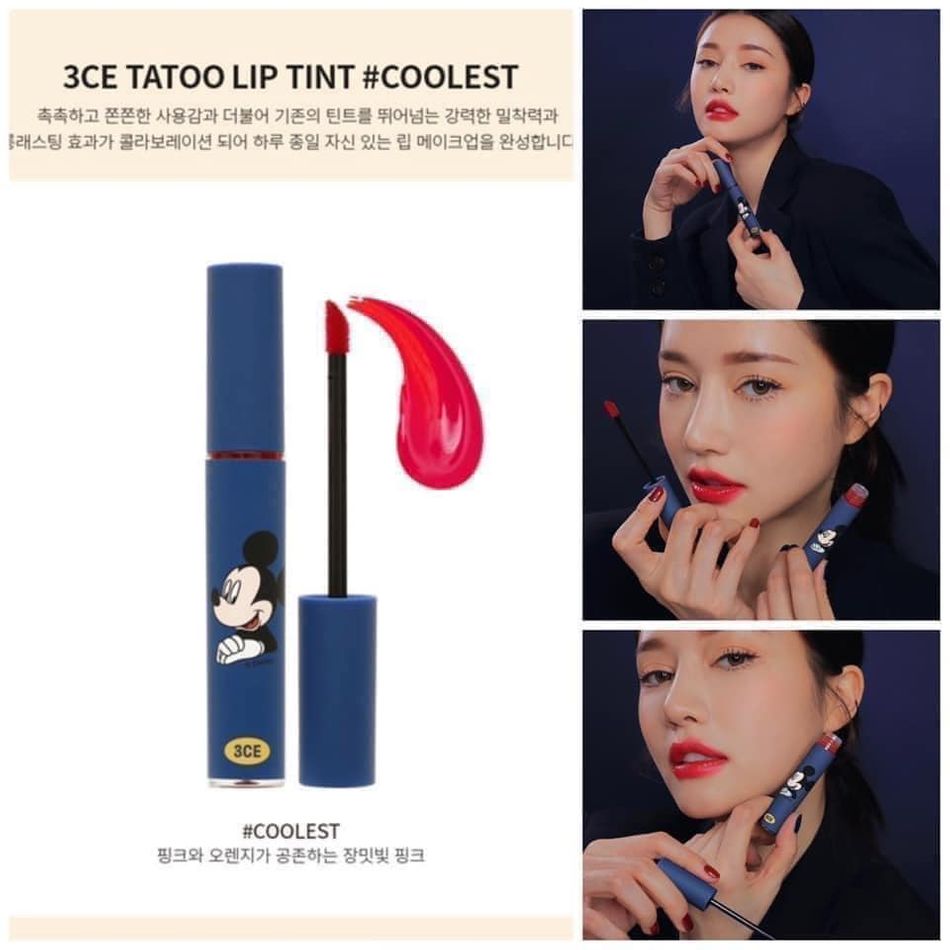 3CE TATOO LIP TINT #COOLEST
촉촉하고 쫀쫀한 사용감과 더불어 기존의 틴트를 뛰어넘는 강력한 밀착력과
래스팅 효과가 콜라보레이션 되어 하루 종일 자신 있는 립 메이크업을 완성합니다
3CE
#COOLEST
핑크와 오렌지가 공존하는 장밋빛 핑크